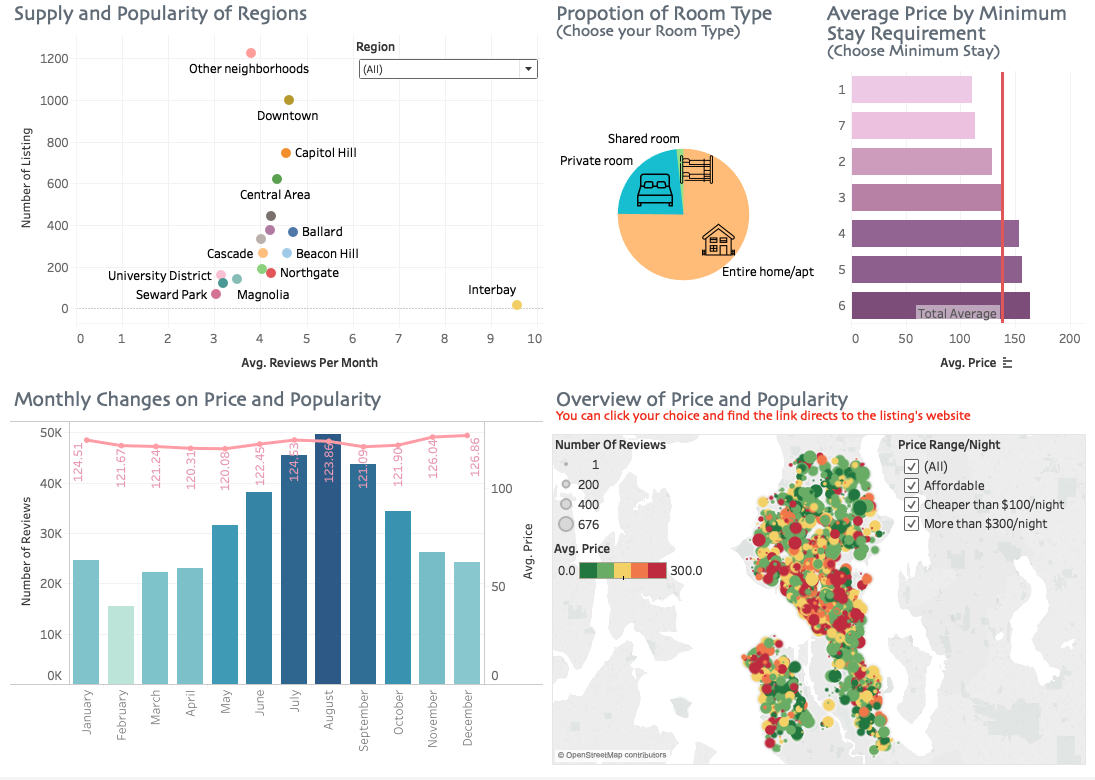 Supply and Popularity of Regions
Number of Listing
1200
1000
800
600
400
200
0
Region
(All)
Other neighborhoods
Downtown
Capitol Hill
Central Area
Ballard
Cascade
Beacon Hill
University District
Northgate
Seward Park
Magnolia
Interbay
0 1 2 3 4 5 6 7 8 9 10
Avg. Reviews Per Month
Propotion of Room Type
(Choose your Room Type)
Shared room
Private room
Entire home/apt
Average Price by Minimum
Stay Requirement
(Choose Minimum Stay)
1
7
2
3
4
5
6
Total Average
0 50 100 150 200
Avg. Price
Monthly Changes on Price and Popularity
Number of Reviews
50K
40K
30K
20K
10K
0K
124.51
121.67
121.24
120.31
120.08
122.45
124.53
123.86
121.09
121.90
126.04
126.86
100
50
0
Avg. Price
January
February
March
April
May
June
July
August
September
October
November
December
Overview of Price and Popularity
You can click your choice and find the link directs to the listing's website
Number Of Reviews
1
200
400
676
Avg. Price
0.0 300.0
Price Range/Night
(All)
Affordable
Cheaper than $100/night
More than $300/night
© OpenStreetMap contributors